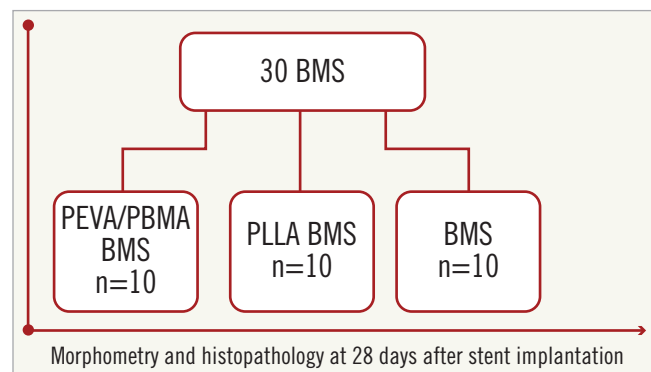 30 BMS
PEVA/PBMA
BMS
n=10
PLLA BMS
n=10
BMS
n=10
Morphometry and histopathology at 28 days after stent implantation